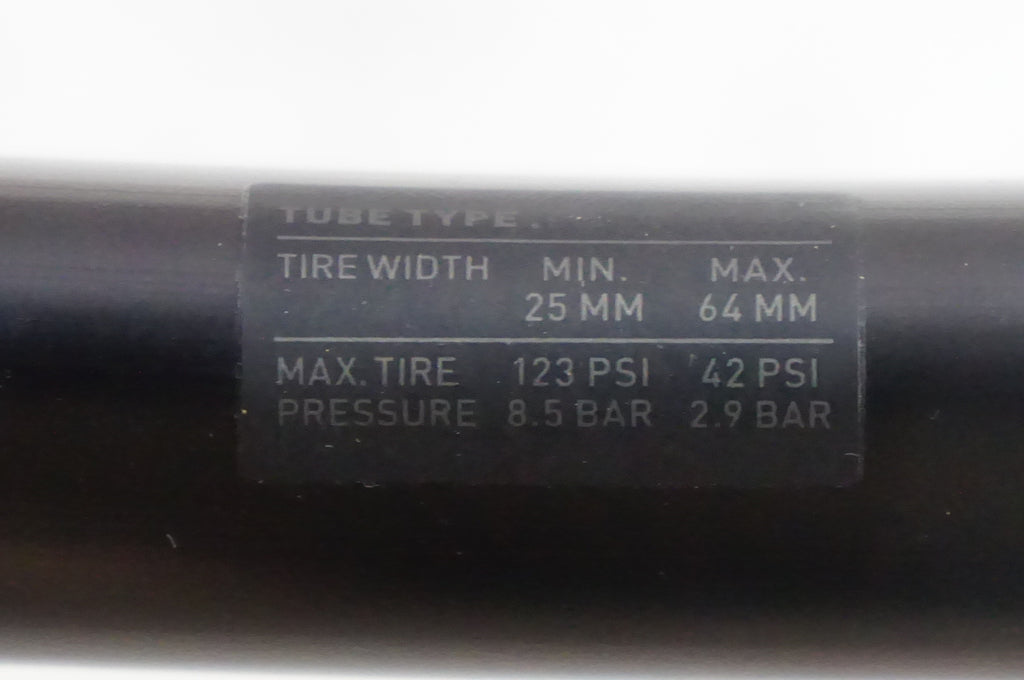 TUBE TYPE
TIRE WIDTH MIN. MAX.
25 MM 64 MM
MAX. TIRE 123 PSI 42 PSI
PRESSURE 8.5 BAR 2.9 BAR